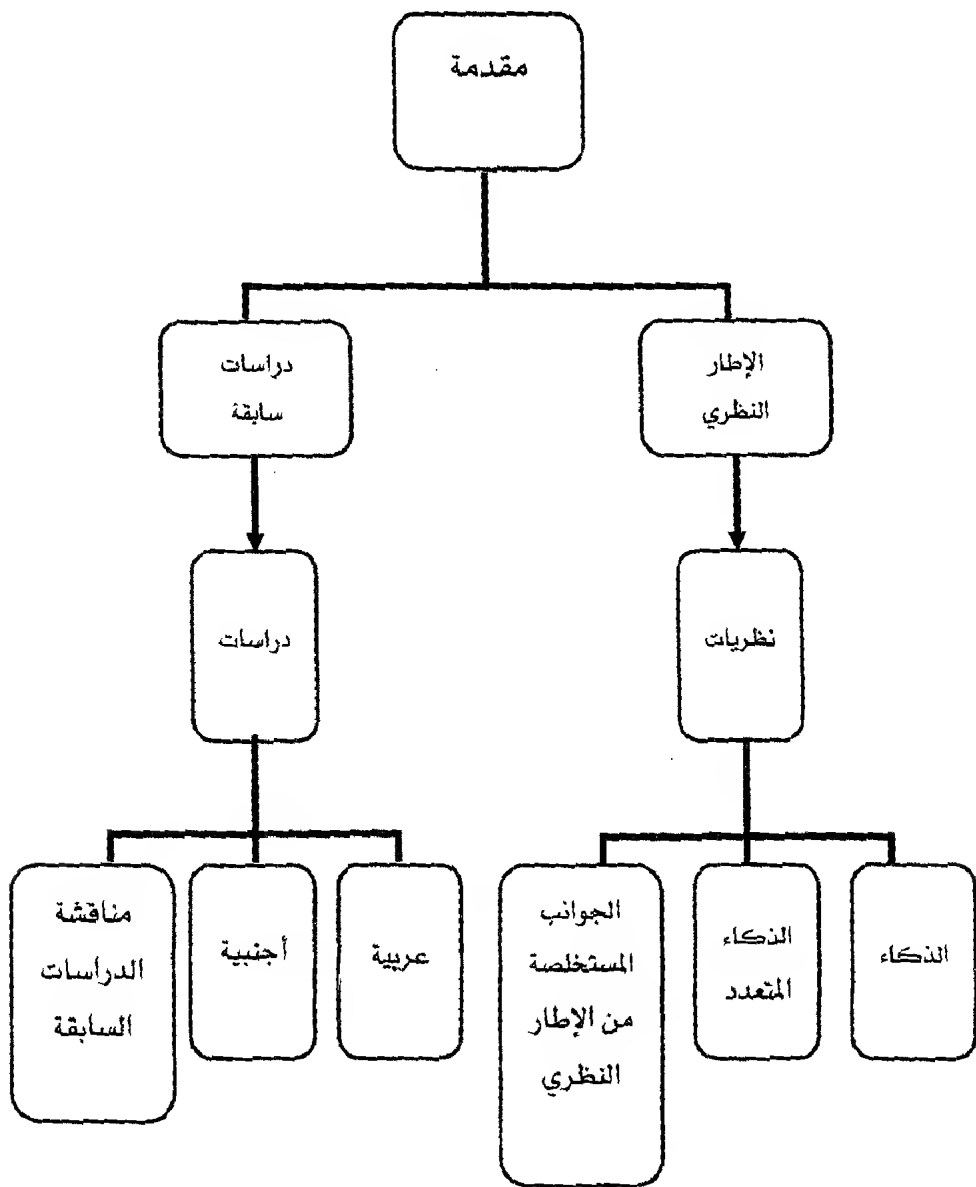 مقدمة
الإطار
النظري
دراسات
سابقة
نظريات
دراسات
الذكاء
الذكاء
المتعدد
الجوانب
المستخلصة
من الإطار
النظري
عربية
أجنبية
مناقشة
الدراسات
السابقة